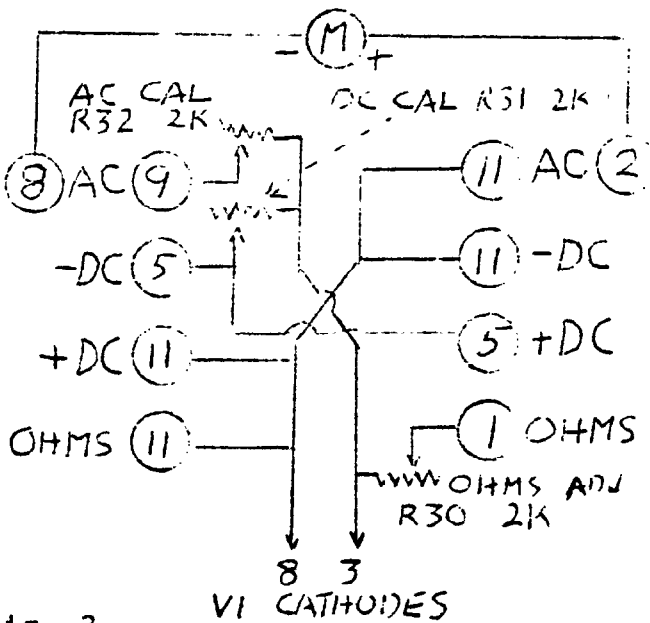 - M +
AC CAL
R32 2K
DC CAL R31 2K
8 AC 9
11 AC 2
-DC 5
11 -DC
+DC 11
5 +DC
OHMS 11
1 OHMS
OHMS ADJ
R30 2K
8 3
V1 CATHODES